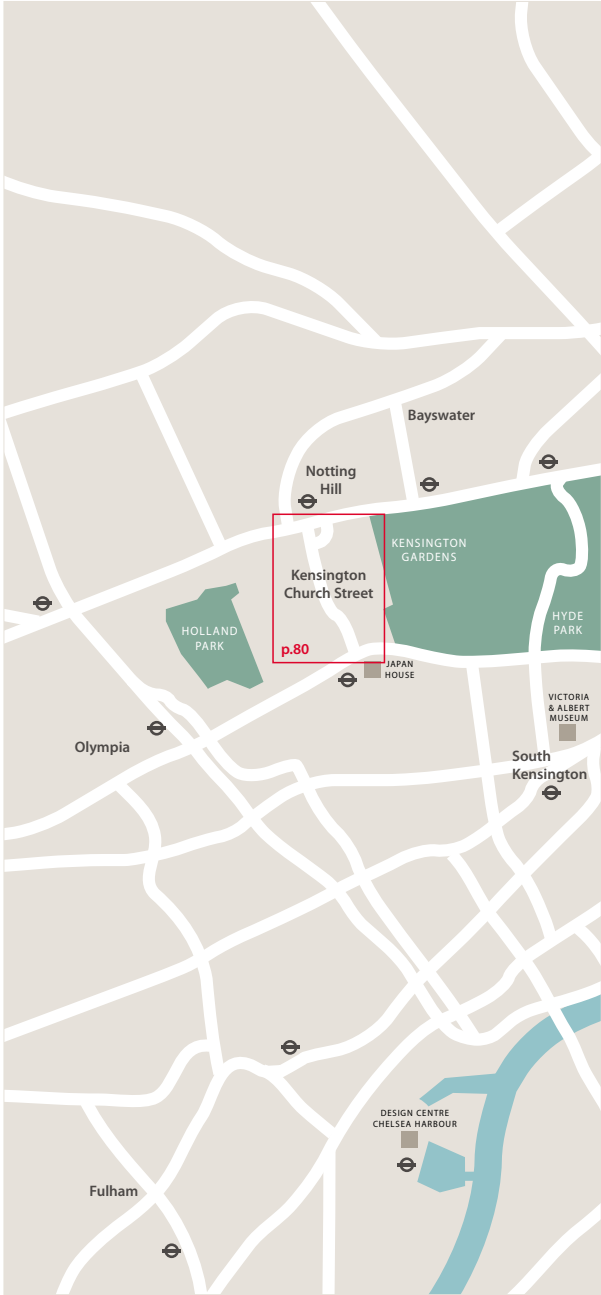 Bayswater
Notting
Hill
KENSINGTON
GARDENS
Kensington
Church Street
HYDE
PARK
HOLLAND
PARK
p.80
JAPAN
HOUSE
VICTORIA
& ALBERT
MUSEUM
Olympia
South
Kensington
DESIGN CENTRE
CHELSEA HARBOUR
Fulham